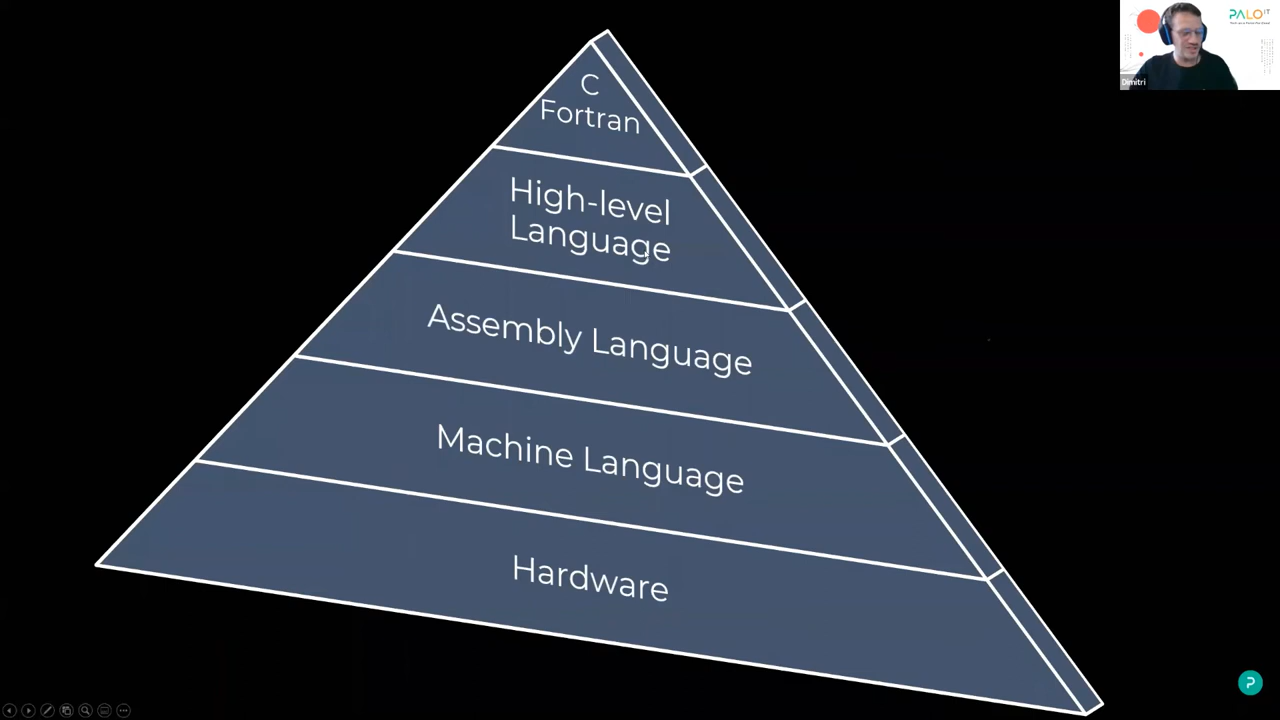 C
Fortran
High-level
Language
Assembly Language
Machine Language
Hardware
PALO IT
Dimitri